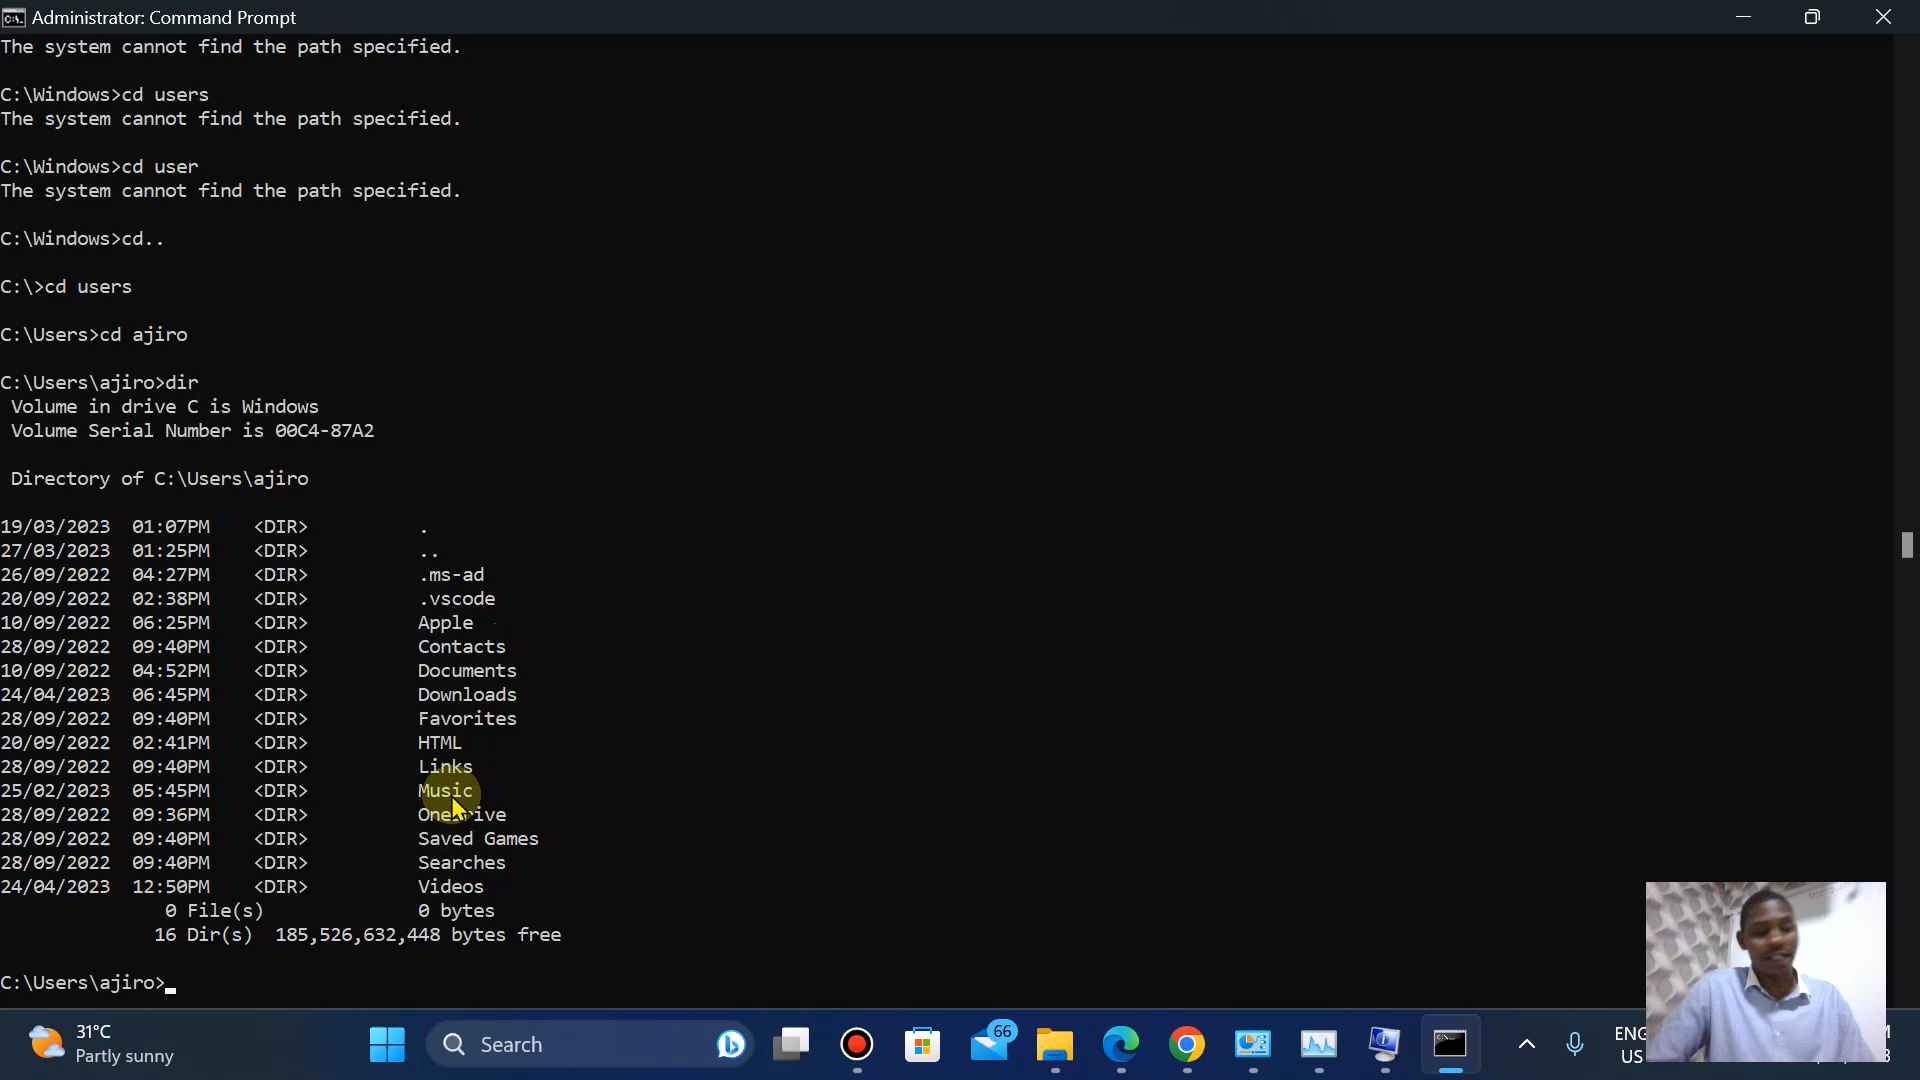 Administrator: Command Prompt
The system cannot find the path specified.
C:\Windows>cd users
The system cannot find the path specified.
C:\Windows>cd user
The system cannot find the path specified.
C:\Windows>cd..
C:\>cd users
C:\Users>cd ajiro
C:\Users\ajiro>dir
Volume in drive C is Windows
Volume Serial Number is 00C4-87A2
Directory of C:\Users\ajiro
19/03/2023 01:07PM <DIR> .
27/03/2023 01:25PM <DIR> ..
26/09/2022 04:27PM <DIR> .ms-ad
20/09/2022 02:38PM <DIR> .vscode
10/09/2022 06:25PM <DIR> Apple
28/09/2022 09:40PM <DIR> Contacts
10/09/2022 04:52PM <DIR> Documents
24/04/2023 06:45PM <DIR> Downloads
28/09/2022 09:40PM <DIR> Favorites
20/09/2022 02:41PM <DIR> HTML
28/09/2022 09:40PM <DIR> Links
25/02/2023 05:45PM <DIR> Music
28/09/2022 09:36PM <DIR> OneDrive
28/09/2022 09:40PM <DIR> Saved Games
28/09/2022 09:40PM <DIR> Searches
24/04/2023 12:50PM <DIR> Videos
0 File(s) 0 bytes
16 Dir(s) 185,526,632,448 bytes free
C:\Users\ajiro>
31°C
Partly sunny
Search
66
ENG
US